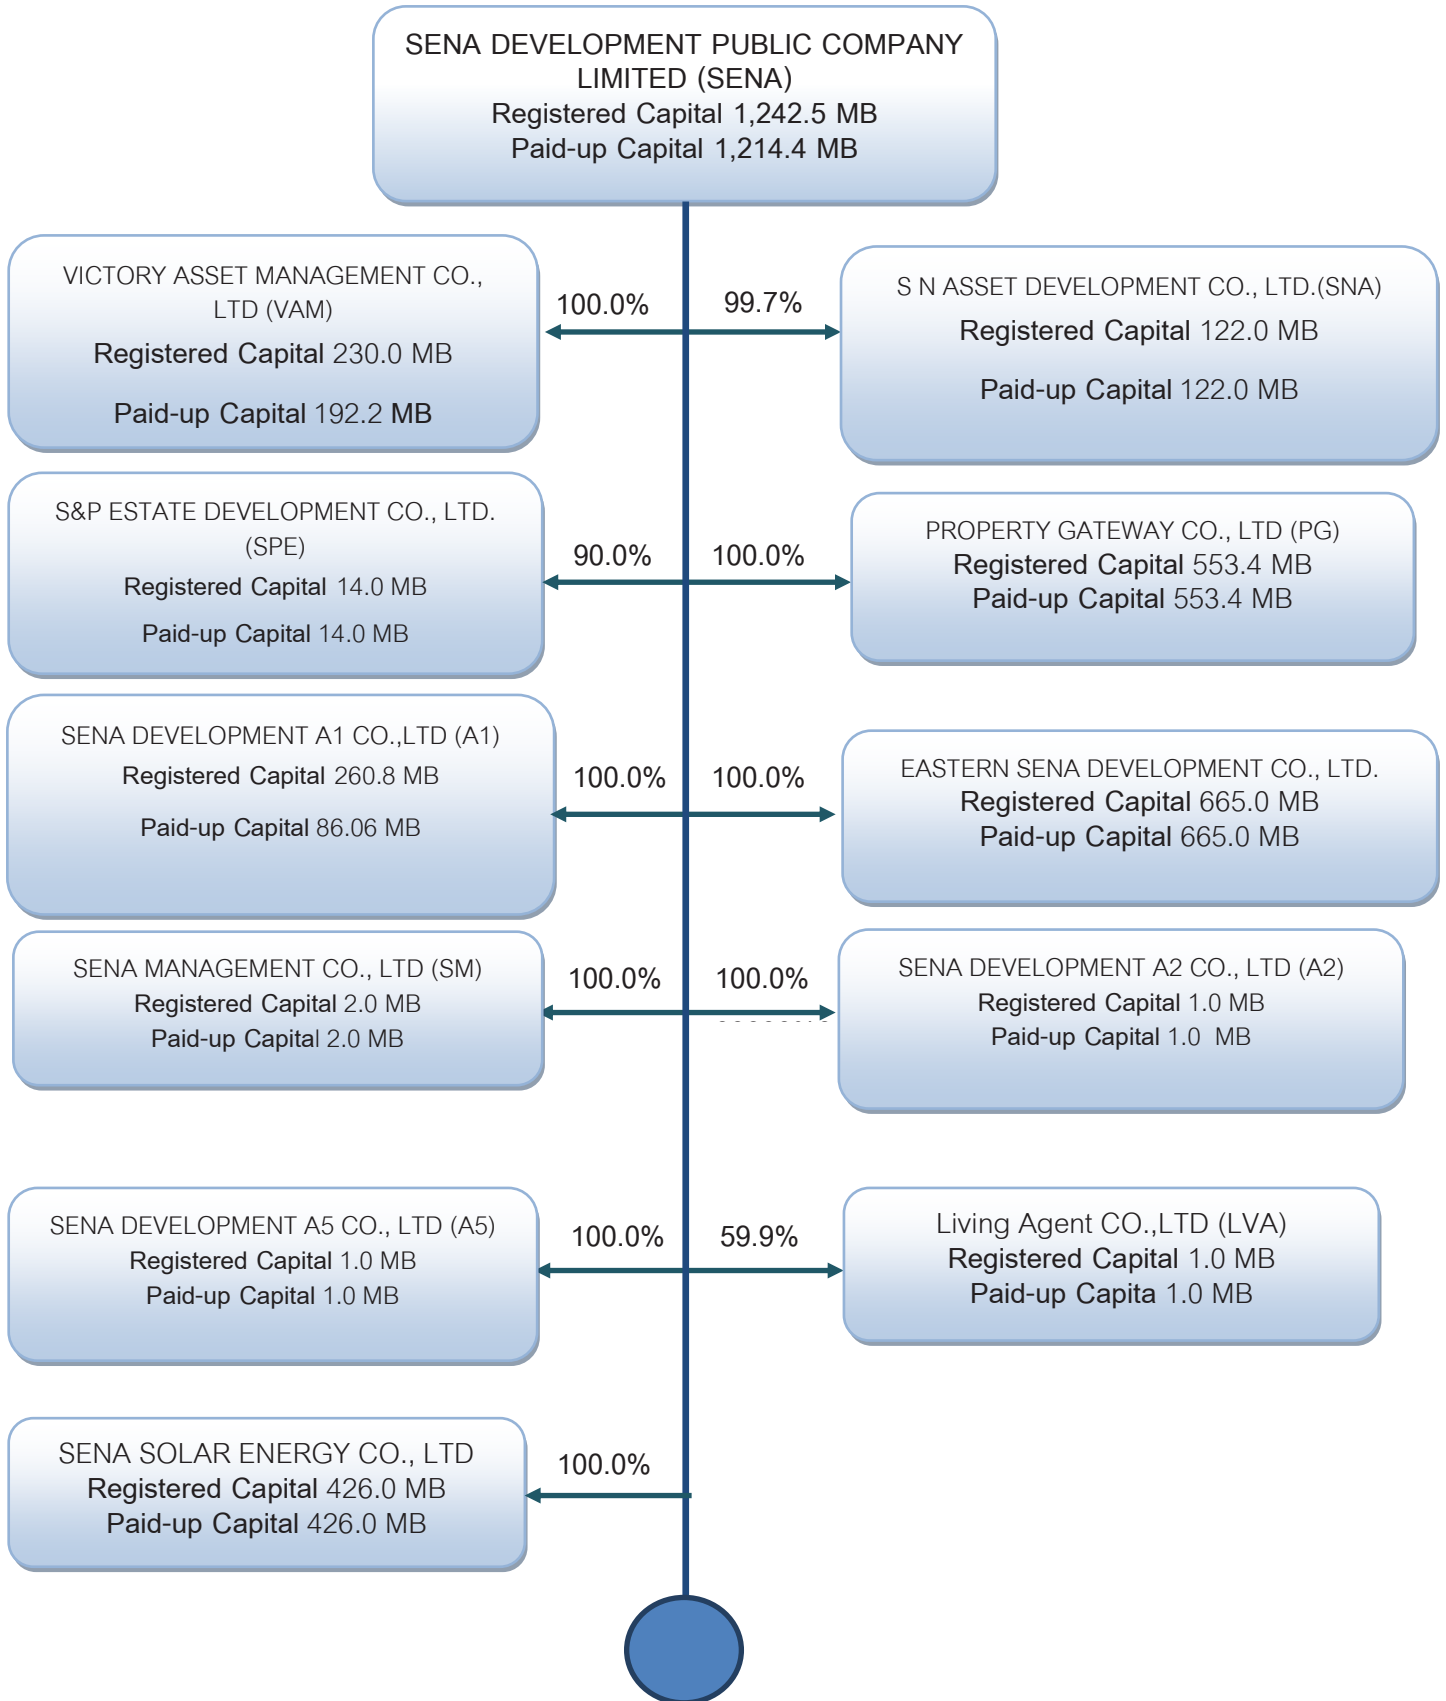 SENA DEVELOPMENT PUBLIC COMPANY
LIMITED (SENA)
Registered Capital 1,242.5 MB
Paid-up Capital 1,214.4 MB
VICTORY ASSET MANAGEMENT CO.,
LTD (VAM)
Registered Capital 230.0 MB
Paid-up Capital 192.2 MB
100.0%
99.7%
S N ASSET DEVELOPMENT CO., LTD.(SNA)
Registered Capital 122.0 MB
Paid-up Capital 122.0 MB
S&P ESTATE DEVELOPMENT CO., LTD.
(SPE)
Registered Capital 14.0 MB
Paid-up Capital 14.0 MB
90.0%
100.0%
PROPERTY GATEWAY CO., LTD (PG)
Registered Capital 553.4 MB
Paid-up Capital 553.4 MB
SENA DEVELOPMENT A1 CO.,LTD (A1)
Registered Capital 260.8 MB
Paid-up Capital 86.06 MB
100.0%
100.0%
EASTERN SENA DEVELOPMENT CO., LTD.
Registered Capital 665.0 MB
Paid-up Capital 665.0 MB
SENA MANAGEMENT CO., LTD (SM)
Registered Capital 2.0 MB
Paid-up Capital 2.0 MB
100.0%
100.0%
SENA DEVELOPMENT A2 CO., LTD (A2)
Registered Capital 1.0 MB
Paid-up Capital 1.0 MB
SENA DEVELOPMENT A5 CO., LTD (A5)
Registered Capital 1.0 MB
Paid-up Capital 1.0 MB
100.0%
59.9%
Living Agent CO.,LTD (LVA)
Registered Capital 1.0 MB
Paid-up Capita 1.0 MB
SENA SOLAR ENERGY CO., LTD
Registered Capital 426.0 MB
Paid-up Capital 426.0 MB
100.0%